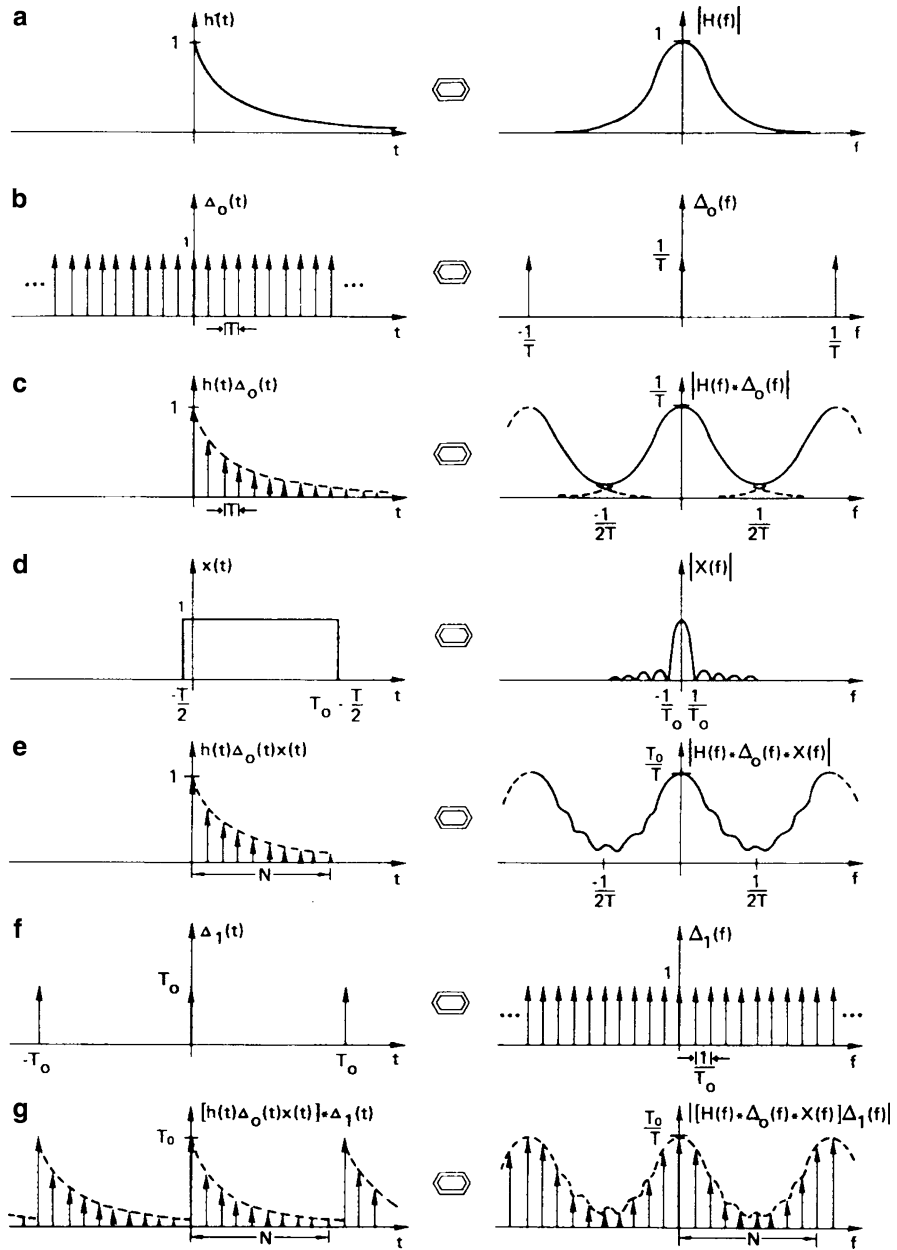 a
h(t)
1
t
|H(f)|
1
f
b
Δ₀(t)
1
...
...
T
t
Δ₀(f)
1/T
-1/T
1/T
f
c
h(t)Δ₀(t)
1
T
t
|H(f)*Δ₀(f)|
1/T
-1/2T
1/2T
f
d
x(t)
1
-T/2
T₀ - T/2
t
|X(f)|
-1/T₀
1/T₀
f
e
h(t)Δ₀(t)x(t)
1
N
t
|H(f)*Δ₀(f)*X(f)|
T₀/T
-1/2T
1/2T
f
f
Δ₁(t)
T₀
-T₀
T₀
t
Δ₁(f)
1
...
...
1/T₀
f
g
[h(t)Δ₀(t)x(t)]*Δ₁(t)
T₀
N
t
|[H(f)*Δ₀(f)*X(f)]Δ₁(f)|
T₀/T
N
f